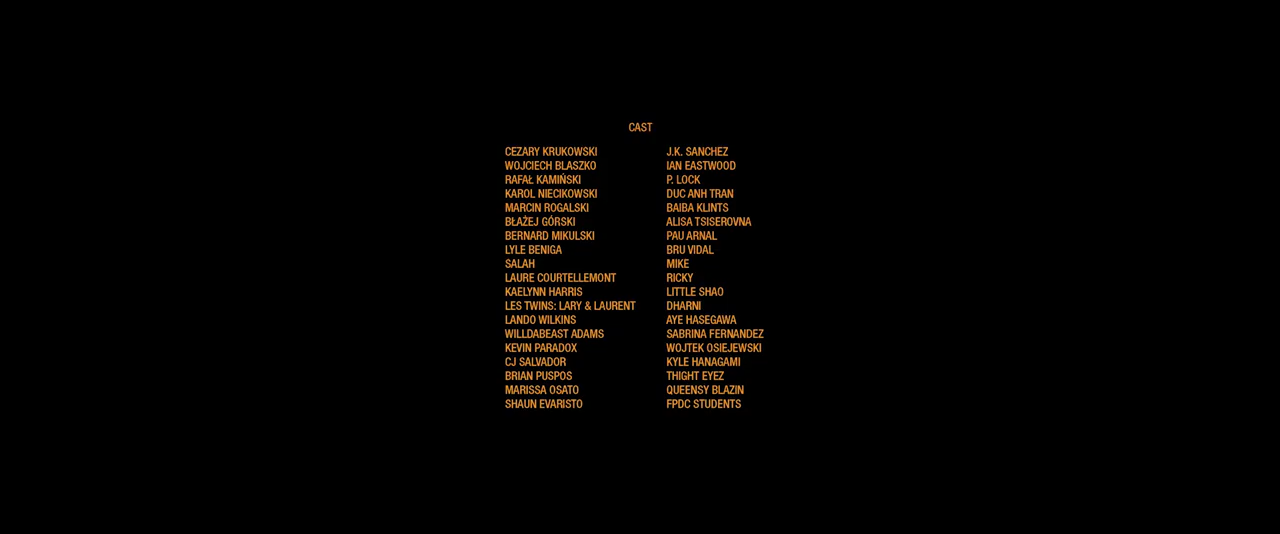 CAST
CEZARY KRUKOWSKI
WOJCIECH BLASZKO
RAFAŁ KAMIŃSKI
KAROL NIECIKOWSKI
MARCIN ROGALSKI
BŁAŻEJ GÓRSKI
BERNARD MIKULSKI
LYLE BENIGA
SALAH
LAURE COURTELLEMONT
KAELYNN HARRIS
LES TWINS: LARY & LAURENT
LANDO WILKINS
WILLDABEAST ADAMS
KEVIN PARADOX
CJ SALVADOR
BRIAN PUSPOS
MARISSA OSATO
SHAUN EVARISTO
J.K. SANCHEZ
IAN EASTWOOD
P. LOCK
DUC ANH TRAN
BAIBA KLINTS
ALISA TSISEROVNA
PAU ARNAL
BRU VIDAL
MIKE
RICKY
LITTLE SHAO
DHARNI
AYE HASEGAWA
SABRINA FERNANDEZ
WOJTEK OSIEJEWSKI
KYLE HANAGAMI
THIGHT EYEZ
QUEENSY BLAZIN
FPDC STUDENTS